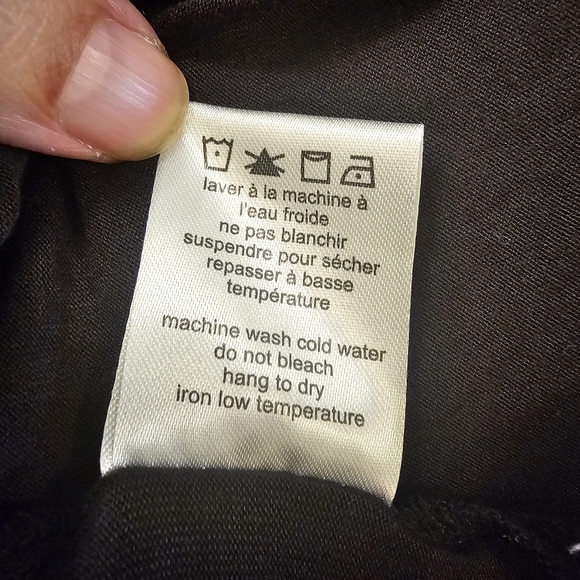 laver à la machine à
l'eau froide
ne pas blanchir
suspendre pour sécher
repasser à basse
température
machine wash cold water
do not bleach
hang to dry
iron low temperature